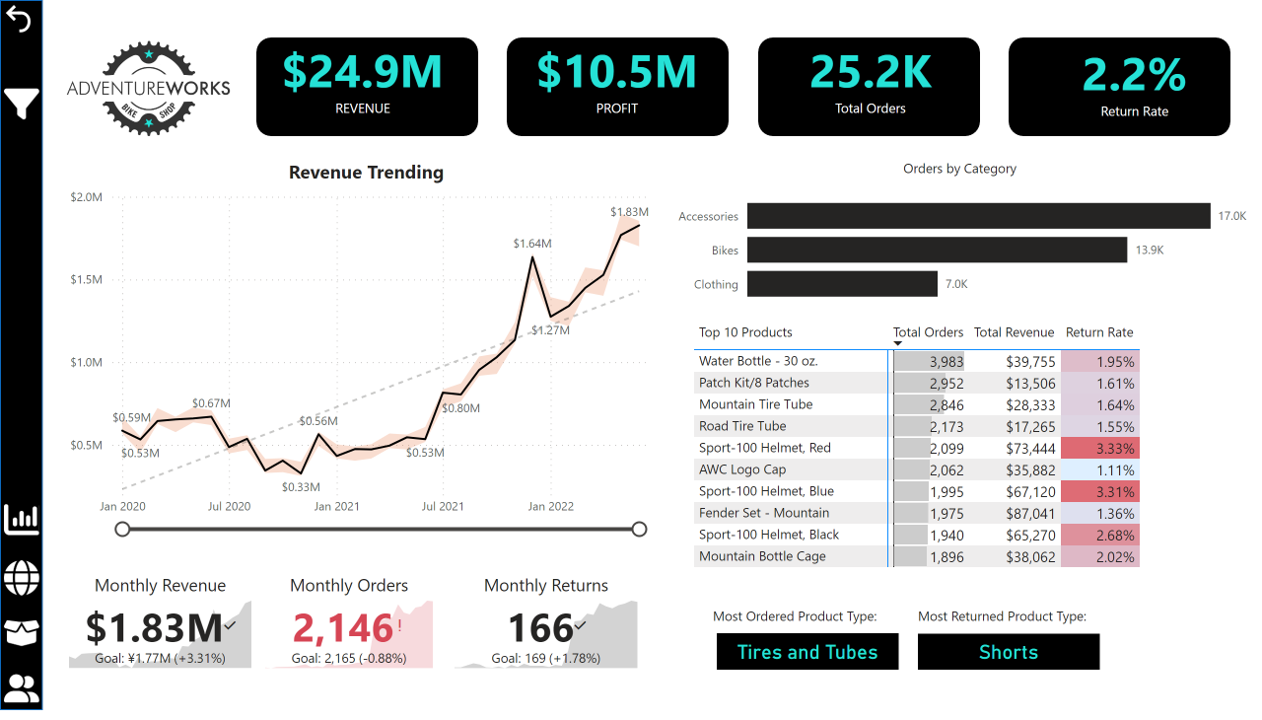 ADVENTUREWORKS
BIKE SHOP
$24.9M
REVENUE
$10.5M
PROFIT
25.2K
Total Orders
2.2%
Return Rate
Revenue Trending
$2.0M
$1.5M
$1.0M
$0.5M
$0.59M
$0.53M
$0.67M
$0.33M
$0.56M
$0.53M
$0.80M
$1.64M
$1.27M
$1.83M
Jan 2020
Jul 2020
Jan 2021
Jul 2021
Jan 2022
Orders by Category
Accessories 17.0K
Bikes 13.9K
Clothing 7.0K
Top 10 Products Total Orders Total Revenue Return Rate
Water Bottle - 30 oz. 3,983 $39,755 1.95%
Patch Kit/8 Patches 2,952 $13,506 1.61%
Mountain Tire Tube 2,846 $28,333 1.64%
Road Tire Tube 2,173 $17,265 1.55%
Sport-100 Helmet, Red 2,099 $73,444 3.33%
AWC Logo Cap 2,062 $35,882 1.11%
Sport-100 Helmet, Blue 1,995 $67,120 3.31%
Fender Set - Mountain 1,975 $87,041 1.36%
Sport-100 Helmet, Black 1,940 $65,270 2.68%
Mountain Bottle Cage 1,896 $38,062 2.02%
Monthly Revenue
$1.83M
Goal: ¥1.77M (+3.31%)
Monthly Orders
2,146!
Goal: 2,165 (-0.88%)
Monthly Returns
166
Goal: 169 (+1.78%)
Most Ordered Product Type:
Tires and Tubes
Most Returned Product Type:
Shorts